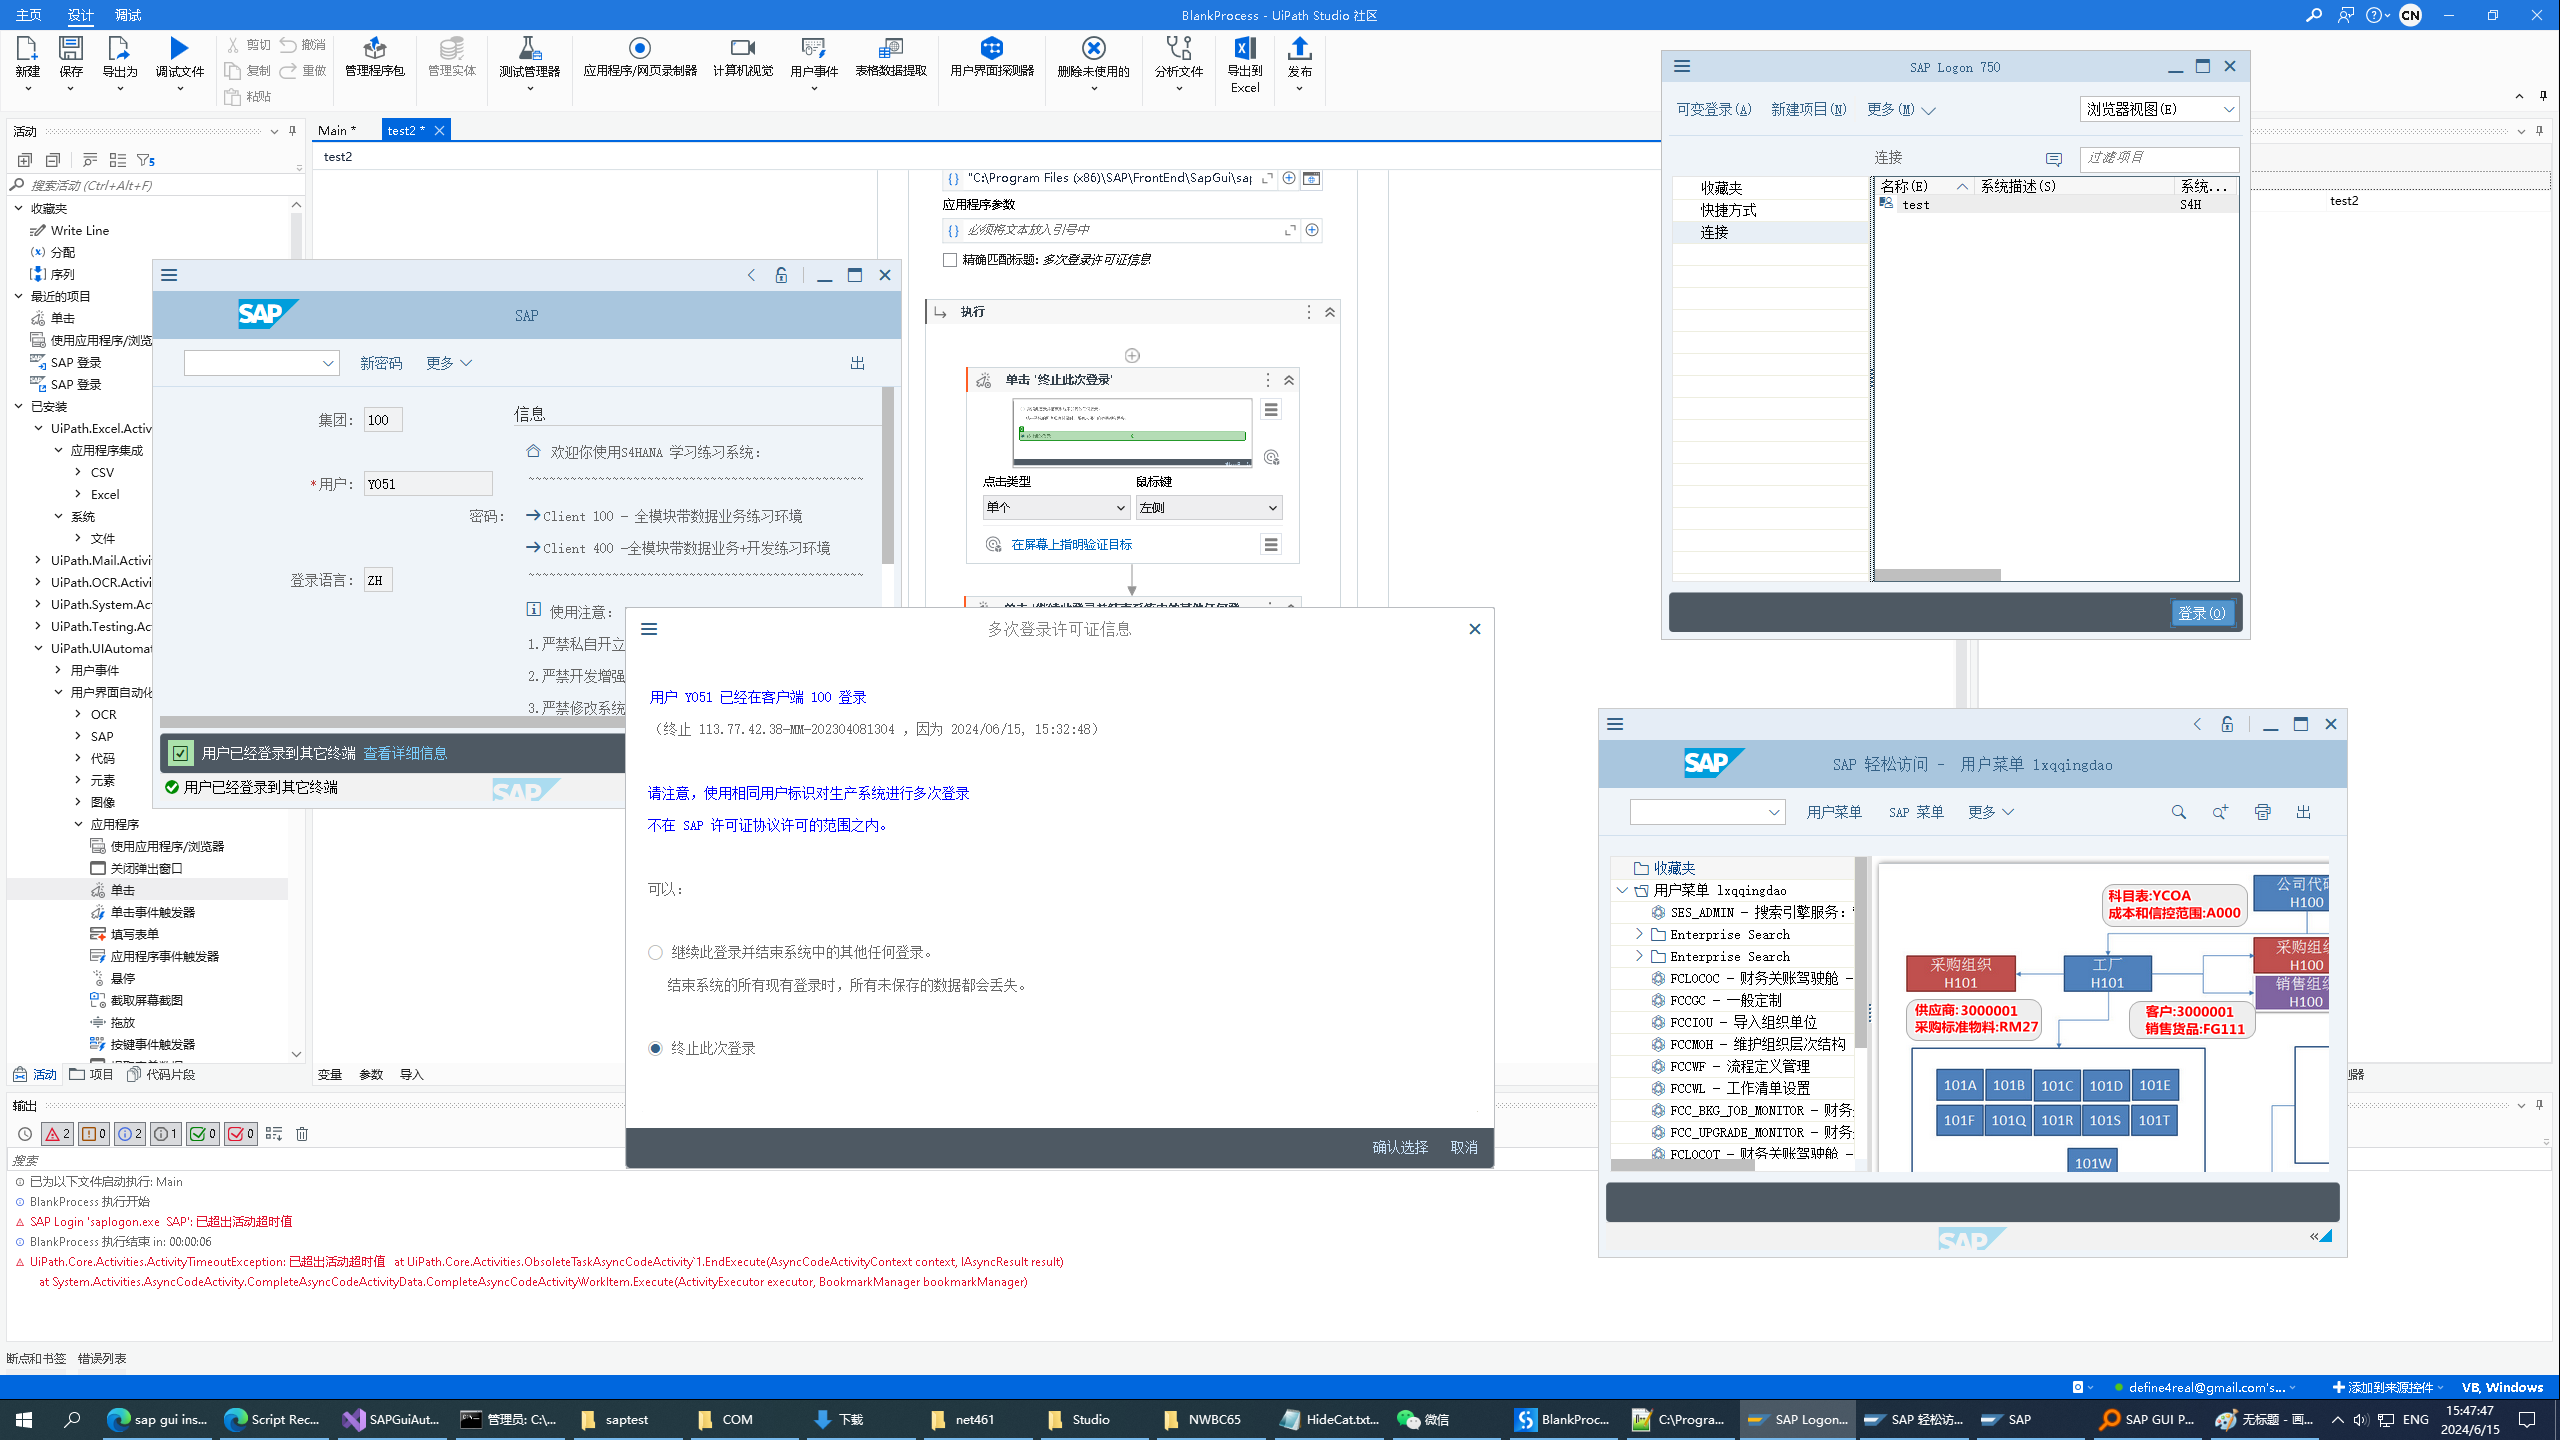 主页 设计 调试
BlankProcess - UiPath Studio 社区
CN
新建
保存
导出为
调试文件
剪切 撤消
复制 重做
粘贴
管理程序包
管理实体
测试管理器
应用程序/网页录制器
计算机视觉
用户事件
表格数据提取
用户界面探测器
删除未使用的
分析文件
导出到
Excel
发布
活动
5
搜索活动 (Ctrl+Alt+F)
收藏夹
Write Line
分配
序列
最近的项目
单击
使用应用程序/浏览
SAP 登录
SAP 登录
已安装
UiPath.Excel.Activ
应用程序集成
CSV
Excel
系统
文件
UiPath.Mail.Activi
UiPath.OCR.Activi
UiPath.System.Ac
UiPath.Testing.Ac
UiPath.UIAutomat
用户事件
用户界面自动化
OCR
SAP
代码
元素
图像
应用程序
使用应用程序/浏览器
关闭弹出窗口
单击
单击事件触发器
填写表单
应用程序事件触发器
悬停
截取屏幕截图
拖放
按键事件触发器
活动 项目 代码片段
Main *
test2 *
test2
"C:\Program Files (x86)\SAP\FrontEnd\SapGui\sap
应用程序参数
必须将文本放入引号中
精确匹配标题: 多次登录许可证信息
执行
单击 '终止此次登录'
点击类型 鼠标键
单个 左侧
在屏幕上指明验证目标
变量 参数 导入
test2
SAP
SAP
新密码 更多 出
集团: 100
*用户: YO51
密码:
登录语言: ZH
信息
欢迎你使用S4HANA 学习练习系统:
~~~~~~~~~~~~~~~~~~~~~~~~~~~~~~~~~~~~~~~~~~~~~~~~
Client 100 - 全模块带数据业务练习环境
Client 400 -全模块带数据业务+开发练习环境
~~~~~~~~~~~~~~~~~~~~~~~~~~~~~~~~~~~~~~~~~~~~~~~~
使用注意:
1.严禁私自开立
2.严禁开发增强
3.严禁修改系统
用户已经登录到其它终端 查看详细信息
用户已经登录到其它终端
SAP
多次登录许可证信息
用户 YO51 已经在客户端 100 登录
(终止 113.77.42.38-MM-202304081304 , 因为 2024/06/15, 15:32:48)
请注意，使用相同用户标识对生产系统进行多次登录
不在 SAP 许可证协议许可的范围之内。
可以:
继续此登录并结束系统中的其他任何登录。
结束系统的所有现有登录时，所有未保存的数据都会丢失。
终止此次登录
确认选择 取消
SAP Logon 750
可变登录(A) 新建项目(N) 更多(M)
浏览器视图(E)
连接
过滤项目
收藏夹
快捷方式
连接
名称(E) 系统描述(S) 系统...
test S4H
登录(O)
SAP
SAP 轻松访问 - 用户菜单 lxqqingdao
用户菜单 SAP 菜单 更多 出
收藏夹
用户菜单 lxqqingdao
SES_ADMIN - 搜索引擎服务:
Enterprise Search
Enterprise Search
FCLOCOC - 财务关账驾驶舱 -
FCCGC - 一般定制
FCCIOU - 导入组织单位
FCCMOH - 维护组织层次结构
FCCWF - 流程定义管理
FCCWL - 工作清单设置
FCC_BKG_JOB_MONITOR - 财务
FCC_UPGRADE_MONITOR - 财务
FCLOCOT - 财务关账驾驶舱 -
科目表:YCOA
成本和信控范围:A000
公司代码
H100
采购组织
H101
工厂
H101
采购组织
H100
销售组织
H100
供应商:3000001
采购标准物料:RM27
客户:3000001
销售货品:FG111
101A 101B 101C 101D 101E
101F 101Q 101R 101S 101T
101W
SAP
输出
2 0 2 1 0 0
搜索
已为以下文件启动执行: Main
BlankProcess 执行开始
SAP Login 'saplogon.exe SAP': 已超出活动超时值
BlankProcess 执行结束 in: 00:00:06
UiPath.Core.Activities.ActivityTimeoutException: 已超出活动超时值 at UiPath.Core.Activities.ObsoleteTaskAsyncCodeActivity`1.EndExecute(AsyncCodeActivityContext context, IAsyncResult result)
at System.Activities.AsyncCodeActivity.CompleteAsyncCodeActivityData.CompleteAsyncCodeActivityWorkItem.Execute(ActivityExecutor executor, BookmarkManager bookmarkManager)
断点和书签 错误列表
define4real@gmail.com's...
添加到来源控件
VB, Windows
sap gui ins...
Script Rec...
SAPGuiAut...
管理员: C:\...
saptest
COM
下载
net461
Studio
NWBC65
HideCat.txt...
微信
BlankProc...
C:\Progra...
SAP Logon...
SAP 轻松访...
SAP
SAP GUI P...
无标题 - 画...
ENG
15:47:47
2024/6/15